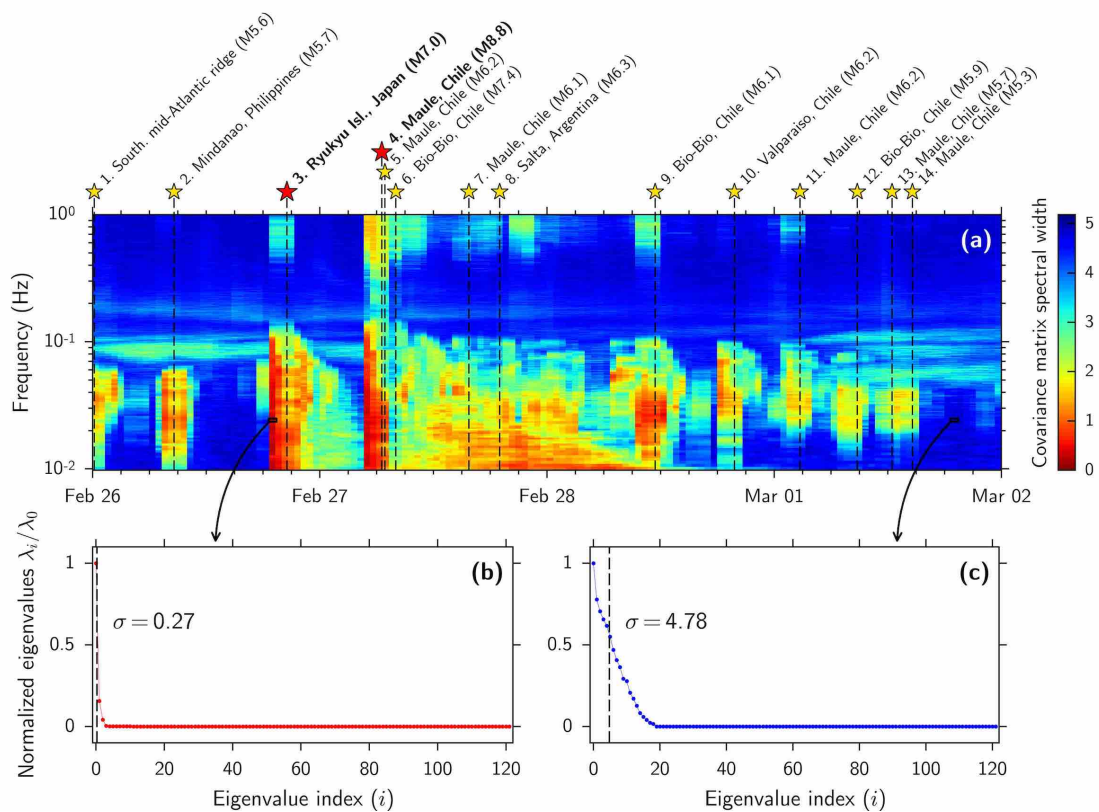 1. South. mid-Atlantic ridge (M5.6)
2. Mindanao, Philippines (M5.7)
3. Ryukyu Isl., Japan (M7.0)
4. Maule, Chile (M8.8)
5. Maule, Chile (M6.2)
6. Bio-Bio, Chile (M7.4)
7. Maule, Chile (M6.1)
8. Salta, Argentina (M6.3)
9. Bio-Bio, Chile (M6.1)
10. Valparaiso, Chile (M6.2)
11. Maule, Chile (M6.2)
12. Bio-Bio, Chile (M5.9)
13. Maule, Chile (M5.7)
14. Maule, Chile (M5.3)
(a)
Frequency (Hz)
10⁰
10⁻¹
10⁻²
Feb 26
Feb 27
Feb 28
Mar 01
Mar 02
Covariance matrix spectral width
5
4
3
2
1
0
Normalized eigenvalues λᵢ/λ₀
1
0.5
0
(b)
σ = 0.27
0 20 40 60 80 100 120
Eigenvalue index (i)
1
0.5
0
(c)
σ = 4.78
0 20 40 60 80 100 120
Eigenvalue index (i)